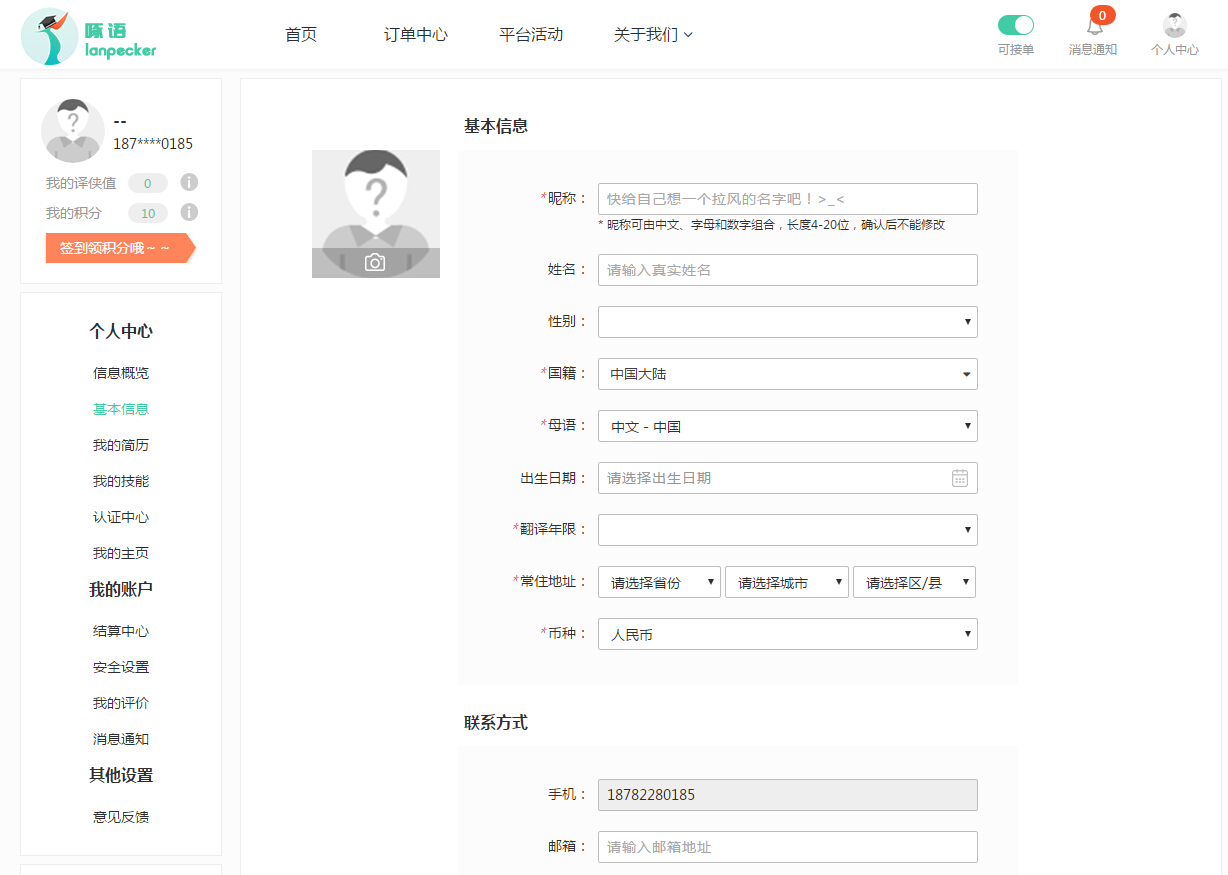 啄语
lanpecker
首页
订单中心
平台活动
关于我们
可接单
0
消息通知
个人中心
--
187****0185
我的译侠值 0
我的积分 10
签到领积分哦～～
个人中心
信息概览
基本信息
我的简历
我的技能
认证中心
我的主页
我的账户
结算中心
安全设置
我的评价
消息通知
其他设置
意见反馈
基本信息
*昵称： 快给自己想一个拉风的名字吧！>_<
* 昵称可由中文、字母和数字组合，长度4-20位，确认后不能修改
姓名： 请输入真实姓名
性别：
*国籍： 中国大陆
*母语： 中文 - 中国
出生日期： 请选择出生日期
*翻译年限：
*常住地址： 请选择省份 请选择城市 请选择区/县
*币种： 人民币
联系方式
手机： 18782280185
邮箱： 请输入邮箱地址